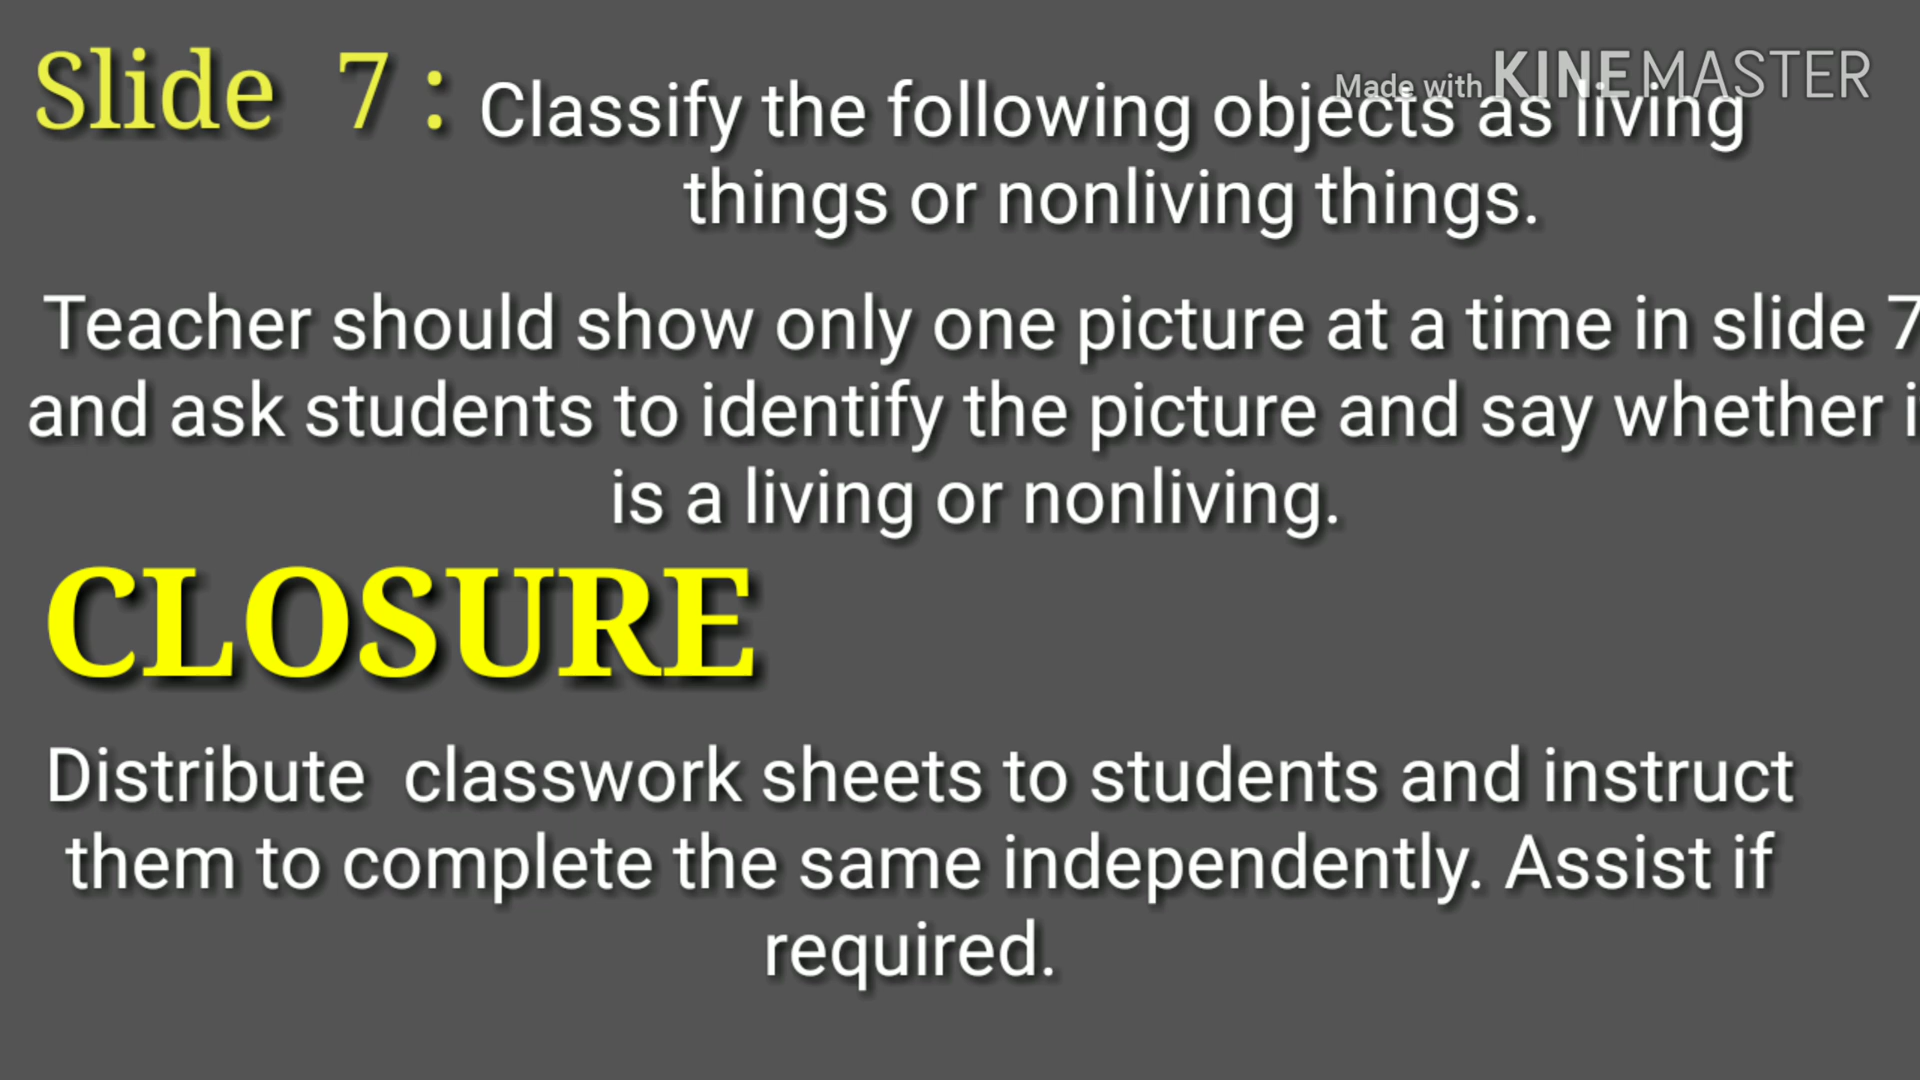 Slide 7 : Classify the following objects as living
things or nonliving things.
Made with KINEMASTER
Teacher should show only one picture at a time in slide 7
and ask students to identify the picture and say whether i
is a living or nonliving.
CLOSURE
Distribute classwork sheets to students and instruct
them to complete the same independently. Assist if
required.